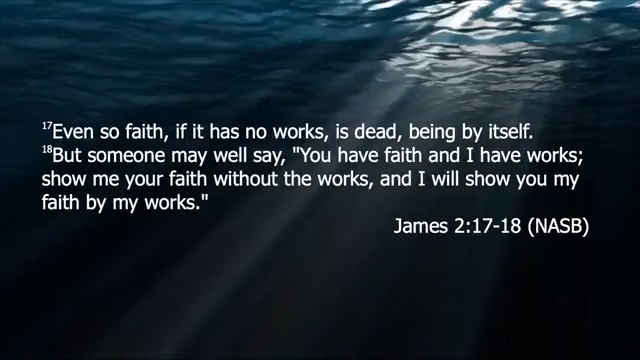 17Even so faith, if it has no works, is dead, being by itself.
18But someone may well say, "You have faith and I have works;
show me your faith without the works, and I will show you my
faith by my works."
James 2:17-18 (NASB)